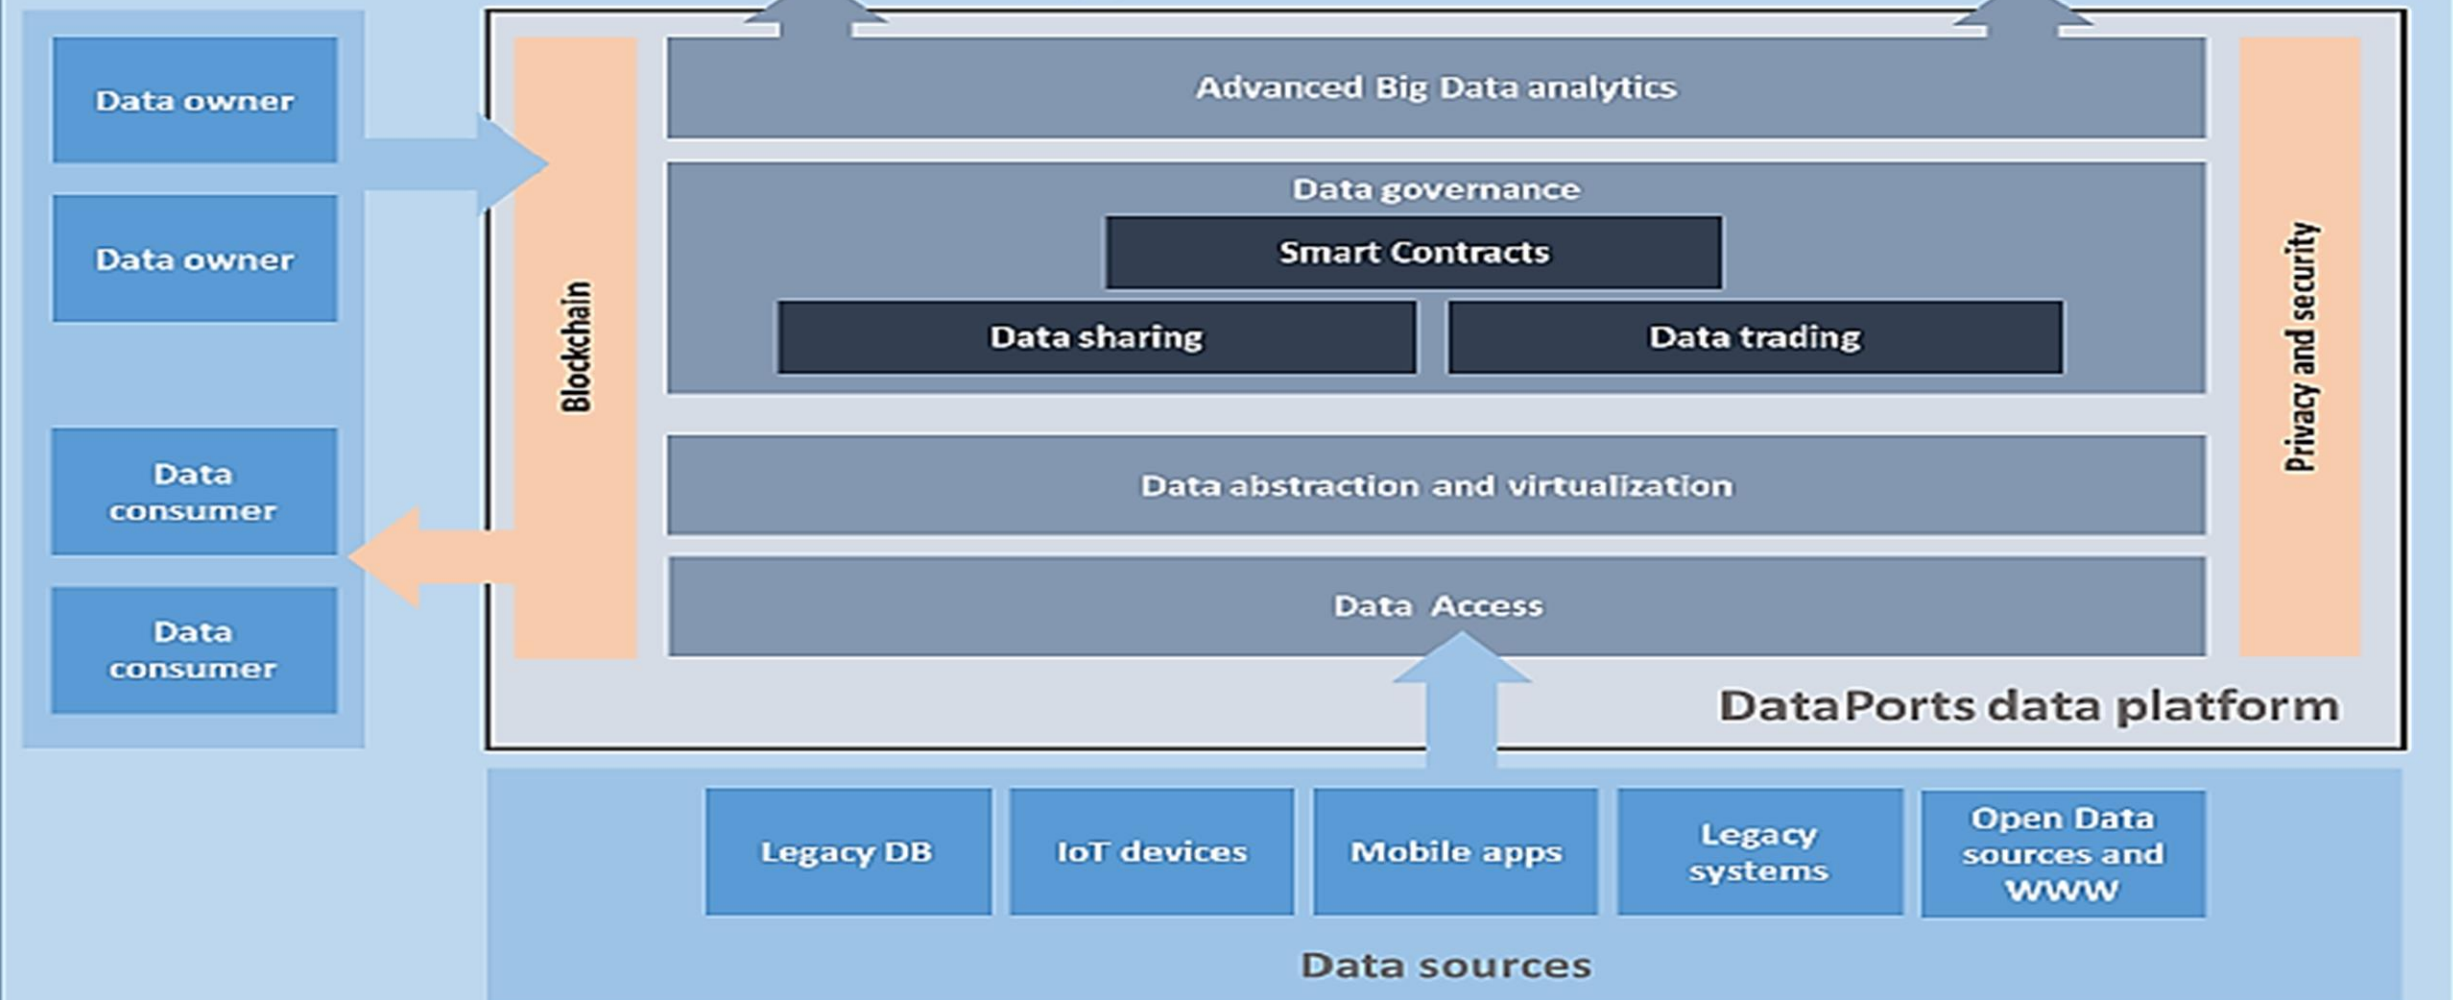 Data owner
Data owner
Data
consumer
Data
consumer
Blockchain
Advanced Big Data analytics
Data governance
Smart Contracts
Data sharing
Data trading
Data abstraction and virtualization
Data Access
Privacy and security
DataPorts data platform
Legacy DB
IoT devices
Mobile apps
Legacy
systems
Open Data
sources and
WWW
Data sources